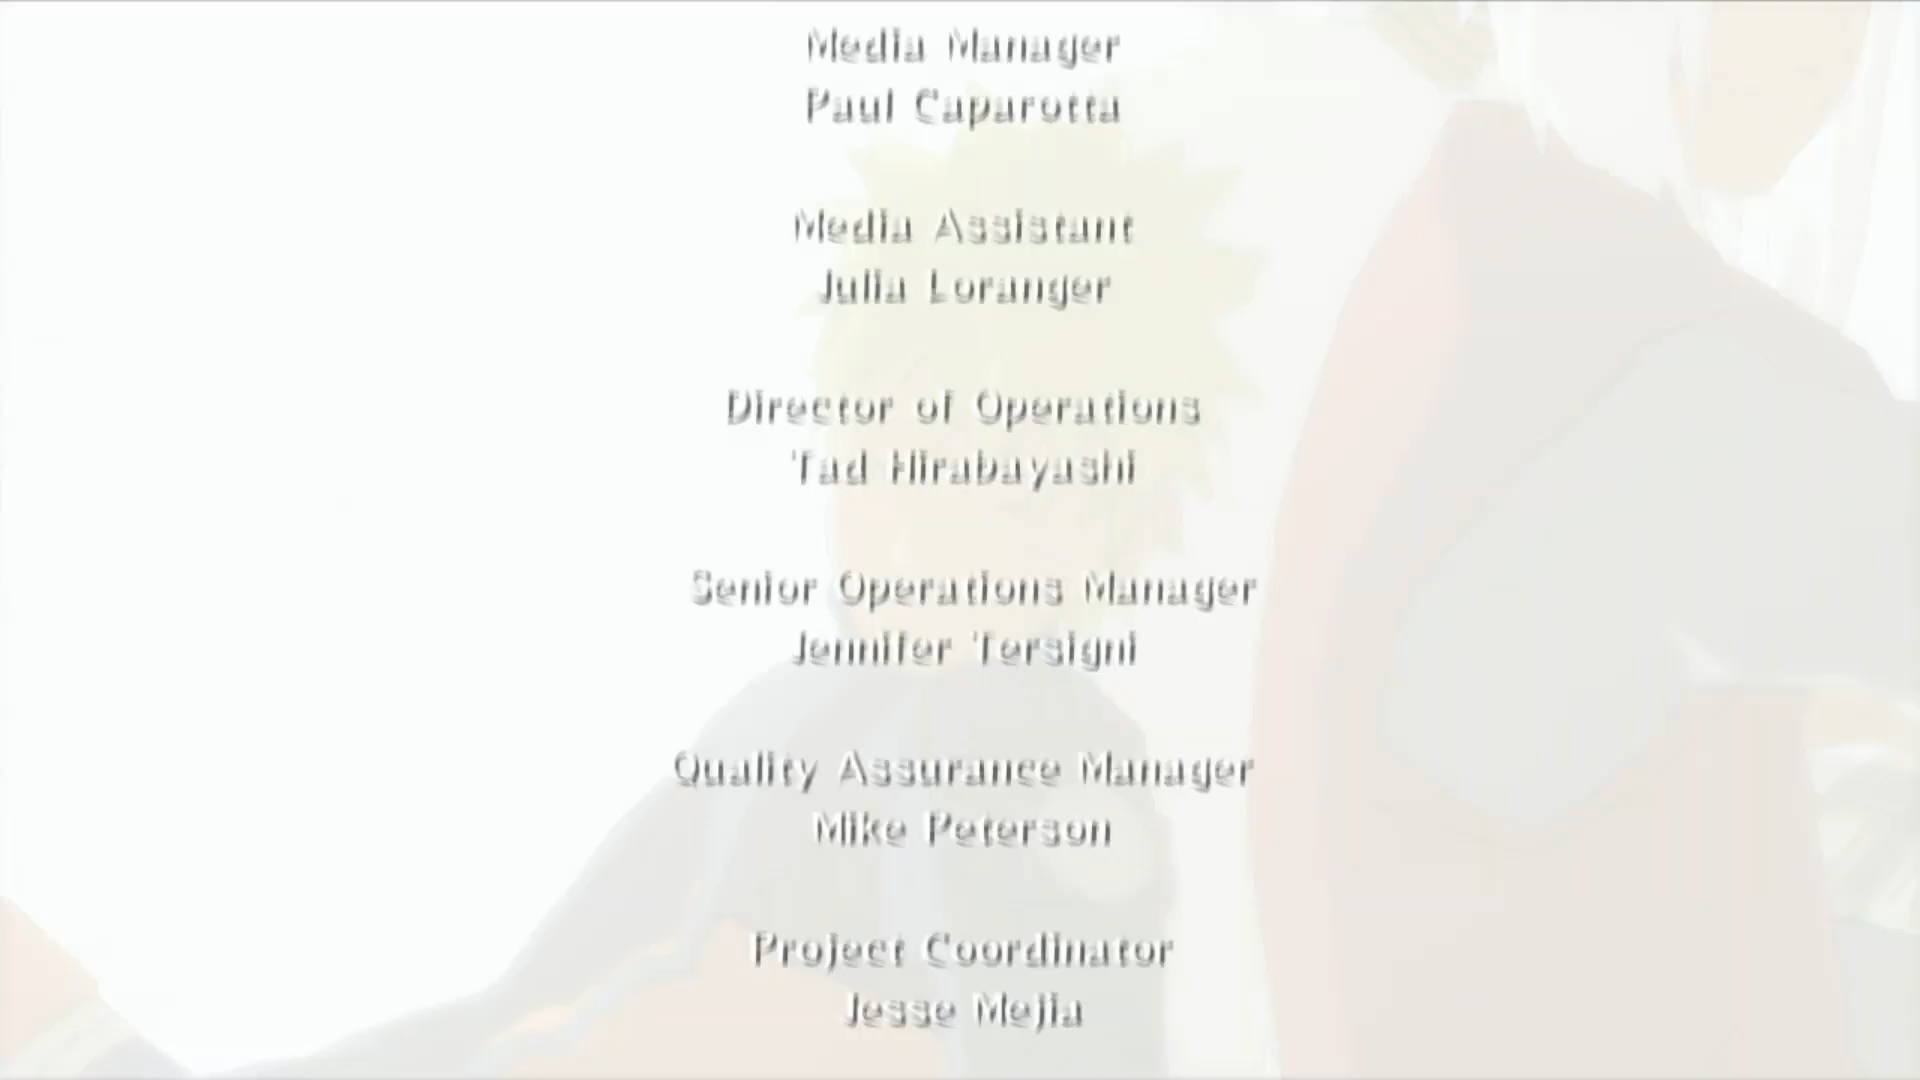 Media Manager
Paul Caparotta
Media Assistant
Julia Loranger
Director of Operations
Tad Hirabayashi
Senior Operations Manager
Jennifer Tersigni
Quality Assurance Manager
Mike Peterson
Project Coordinator
Jesse Mejia